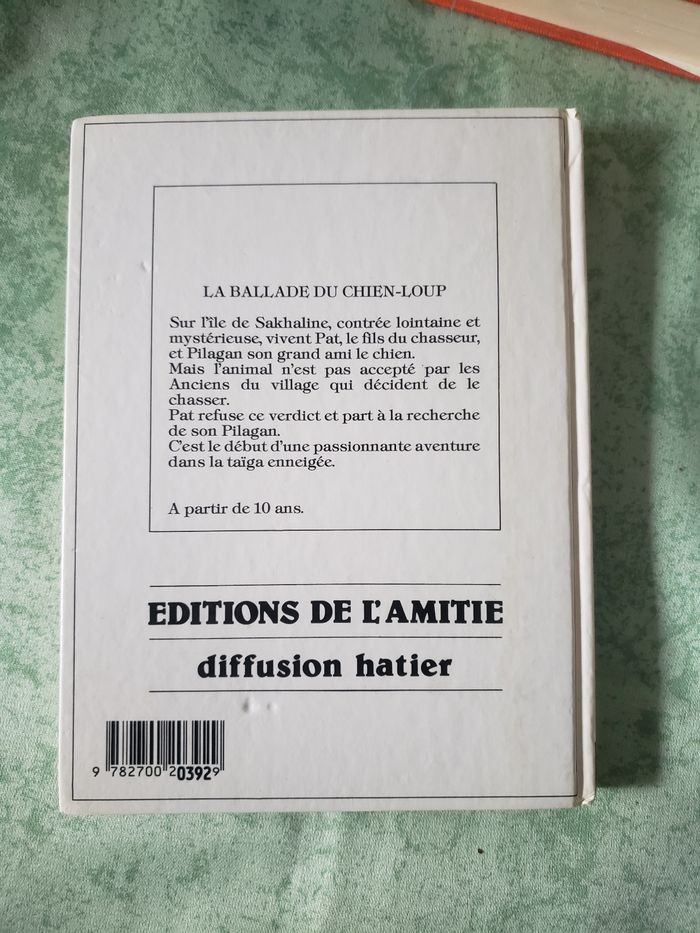 LA BALLADE DU CHIEN-LOUP
Sur l'île de Sakhaline, contrée lointaine et
mystérieuse, vivent Pat, le fils du chasseur,
et Pilagan son grand ami le chien.
Mais l'animal n'est pas accepté par les
Anciens du village qui décident de le
chasser.
Pat refuse ce verdict et part à la recherche
de son Pilagan.
C'est le début d'une passionnante aventure
dans la taïga enneigée.
A partir de 10 ans.
EDITIONS DE L'AMITIE
diffusion hatier
9 782700 203929